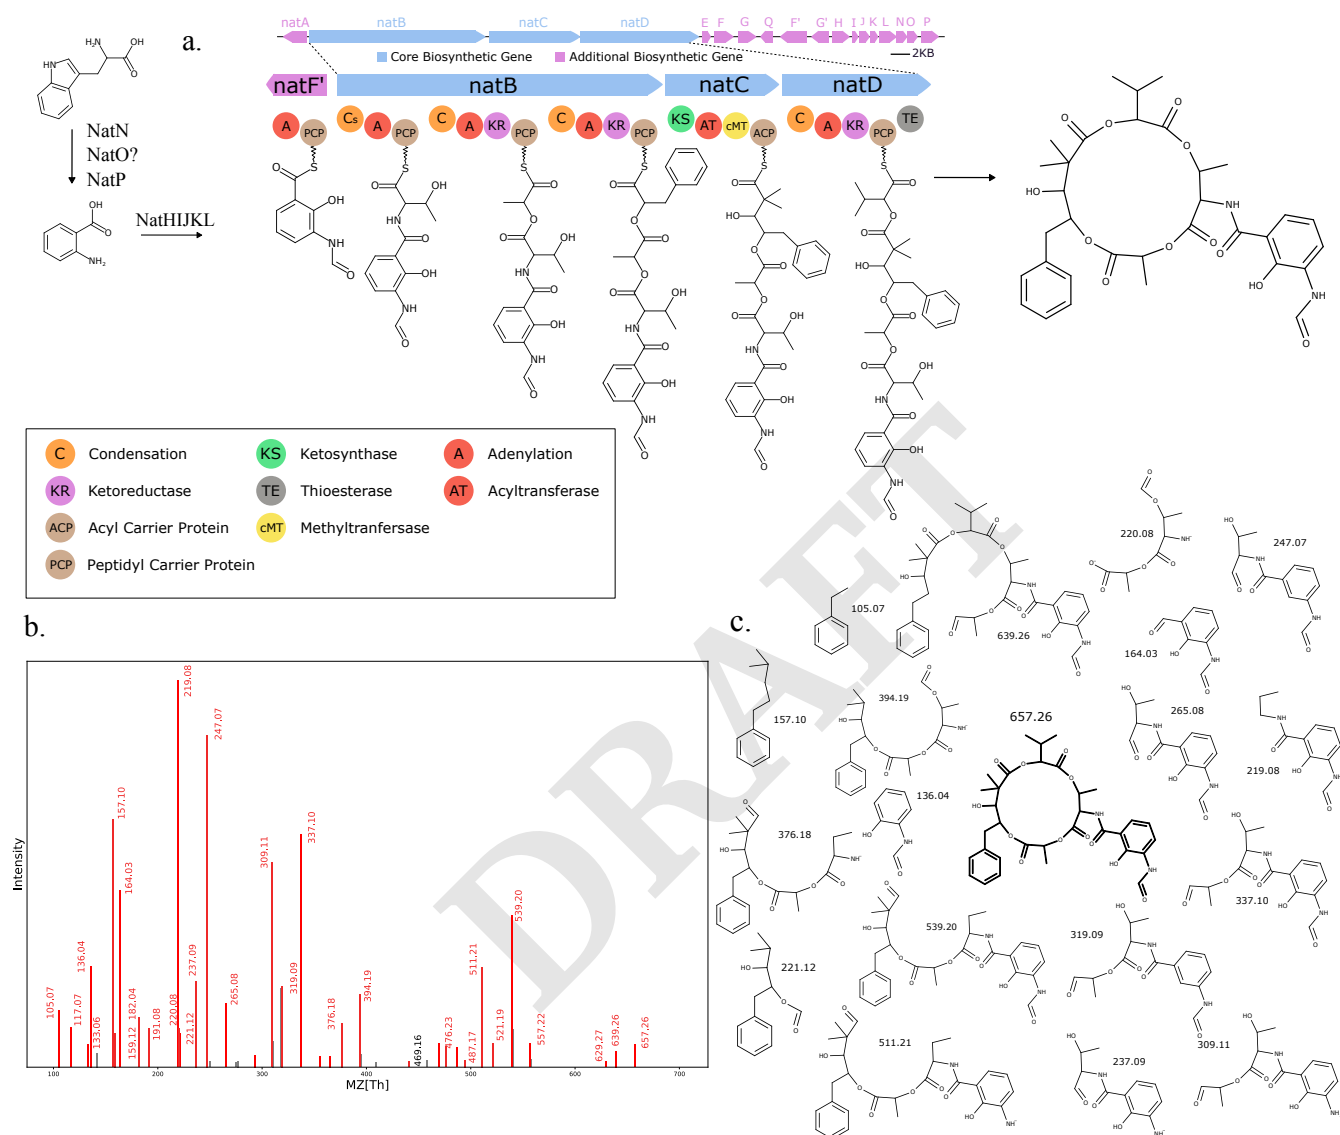 a.
natA
natB
natC
natD
E F G Q F' G' H I J K L N O P
Core Biosynthetic Gene
Additional Biosynthetic Gene
2KB
natF'
natB
natC
natD
A PCP
Cs A PCP
C A KR PCP
C A KR PCP
KS AT cMT ACP
C A KR PCP TE
NatN
NatO?
NatP
NatHIJKL
C Condensation
KS Ketosynthase
A Adenylation
KR Ketoreductase
TE Thioesterase
AT Acyltransferase
ACP Acyl Carrier Protein
cMT Methyltranfersase
PCP Peptidyl Carrier Protein
DRAFT
b.
Intensity
105.07
117.07
136.04
133.06
157.10
164.03
159.12
182.04
191.08
219.08
220.08
221.12
237.09
247.07
265.08
309.11
319.09
337.10
376.18
394.19
469.16
476.23
487.17
511.21
521.19
539.20
557.22
629.27
639.26
657.26
100 200 300 400 500 600 700
MZ[Th]
c.
105.07
639.26
220.08
247.07
164.03
157.10
394.19
657.26
265.08
219.08
136.04
376.18
337.10
539.20
319.09
221.12
511.21
237.09
309.11